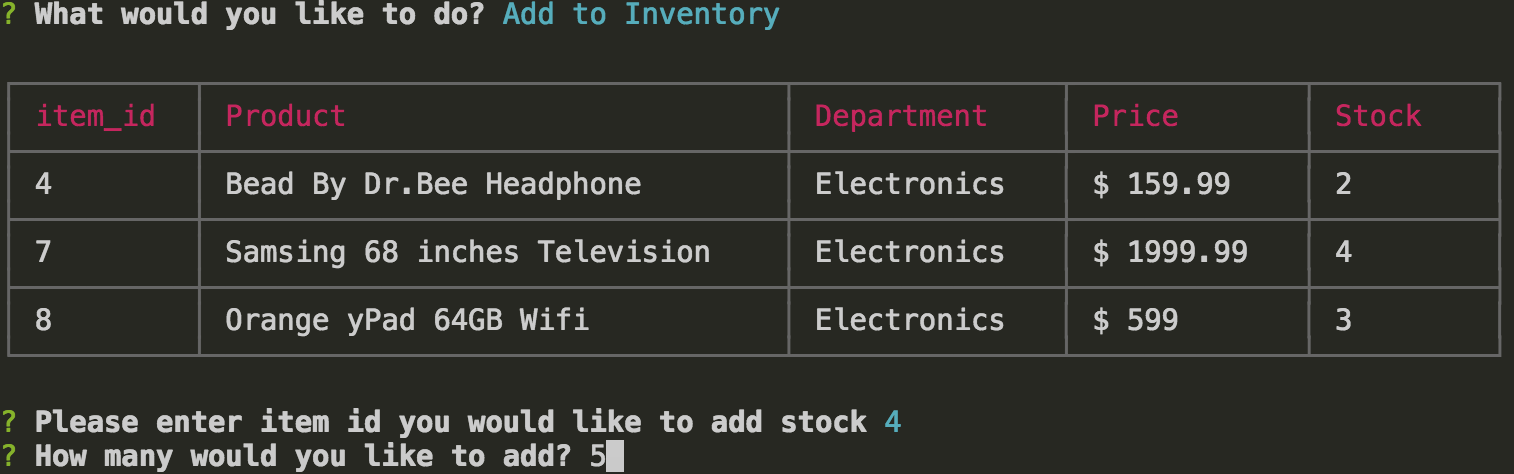 ? What would you like to do? Add to Inventory
item_id Product Department Price Stock
4 Bead By Dr.Bee Headphone Electronics $ 159.99 2
7 Samsing 68 inches Television Electronics $ 1999.99 4
8 Orange yPad 64GB Wifi Electronics $ 599 3
? Please enter item id you would like to add stock 4
? How many would you like to add? 5